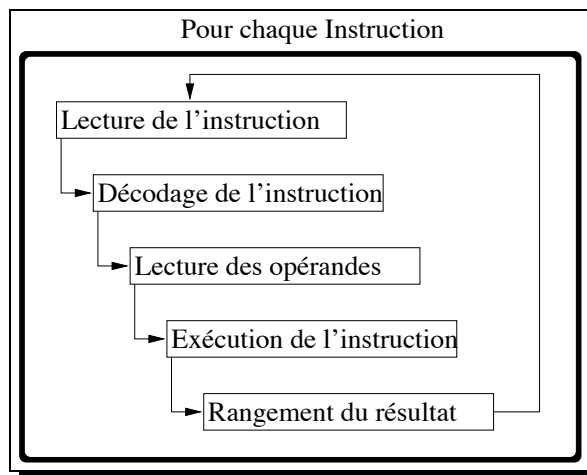 Pour chaque Instruction
Lecture de l'instruction
Décodage de l'instruction
Lecture des opérandes
Exécution de l'instruction
Rangement du résultat